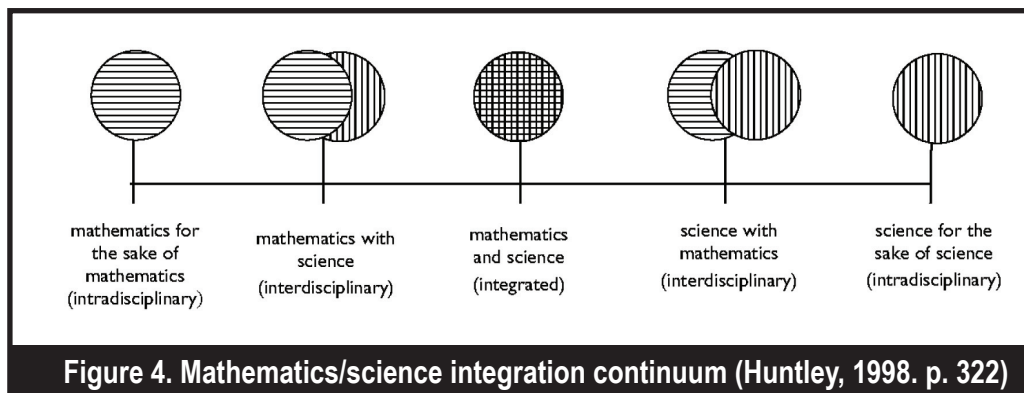 mathematics for
the sake of
mathematics
(intradisciplinary)
mathematics with
science
(interdisciplinary)
mathematics
and science
(integrated)
science with
mathematics
(interdisciplinary)
science for the
sake of science
(intradisciplinary)
Figure 4. Mathematics/science integration continuum (Huntley, 1998. p. 322)